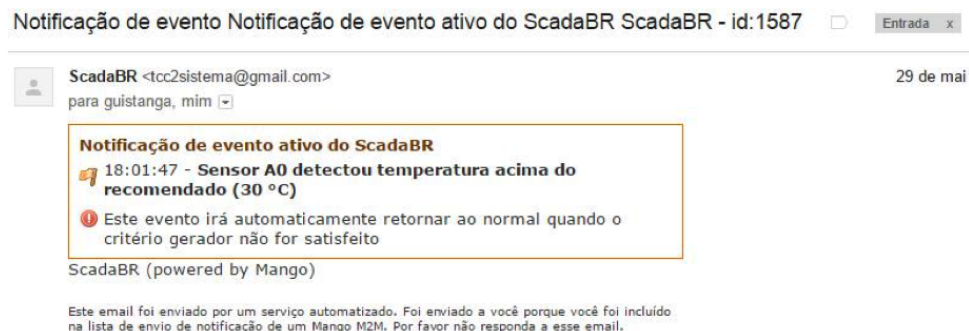 Notificação de evento Notificação de evento ativo do ScadaBR ScadaBR - id:1587 Entrada x
ScadaBR <tcc2sistema@gmail.com> 29 de mai
para guistanga, mim
Notificação de evento ativo do ScadaBR
18:01:47 - Sensor A0 detectou temperatura acima do
recomendado (30 °C)
Este evento irá automaticamente retornar ao normal quando o
critério gerador não for satisfeito
ScadaBR (powered by Mango)
Este email foi enviado por um serviço automatizado. Foi enviado a você porque você foi incluído
na lista de envio de notificação de um Mango M2M. Por favor não responda a esse email.